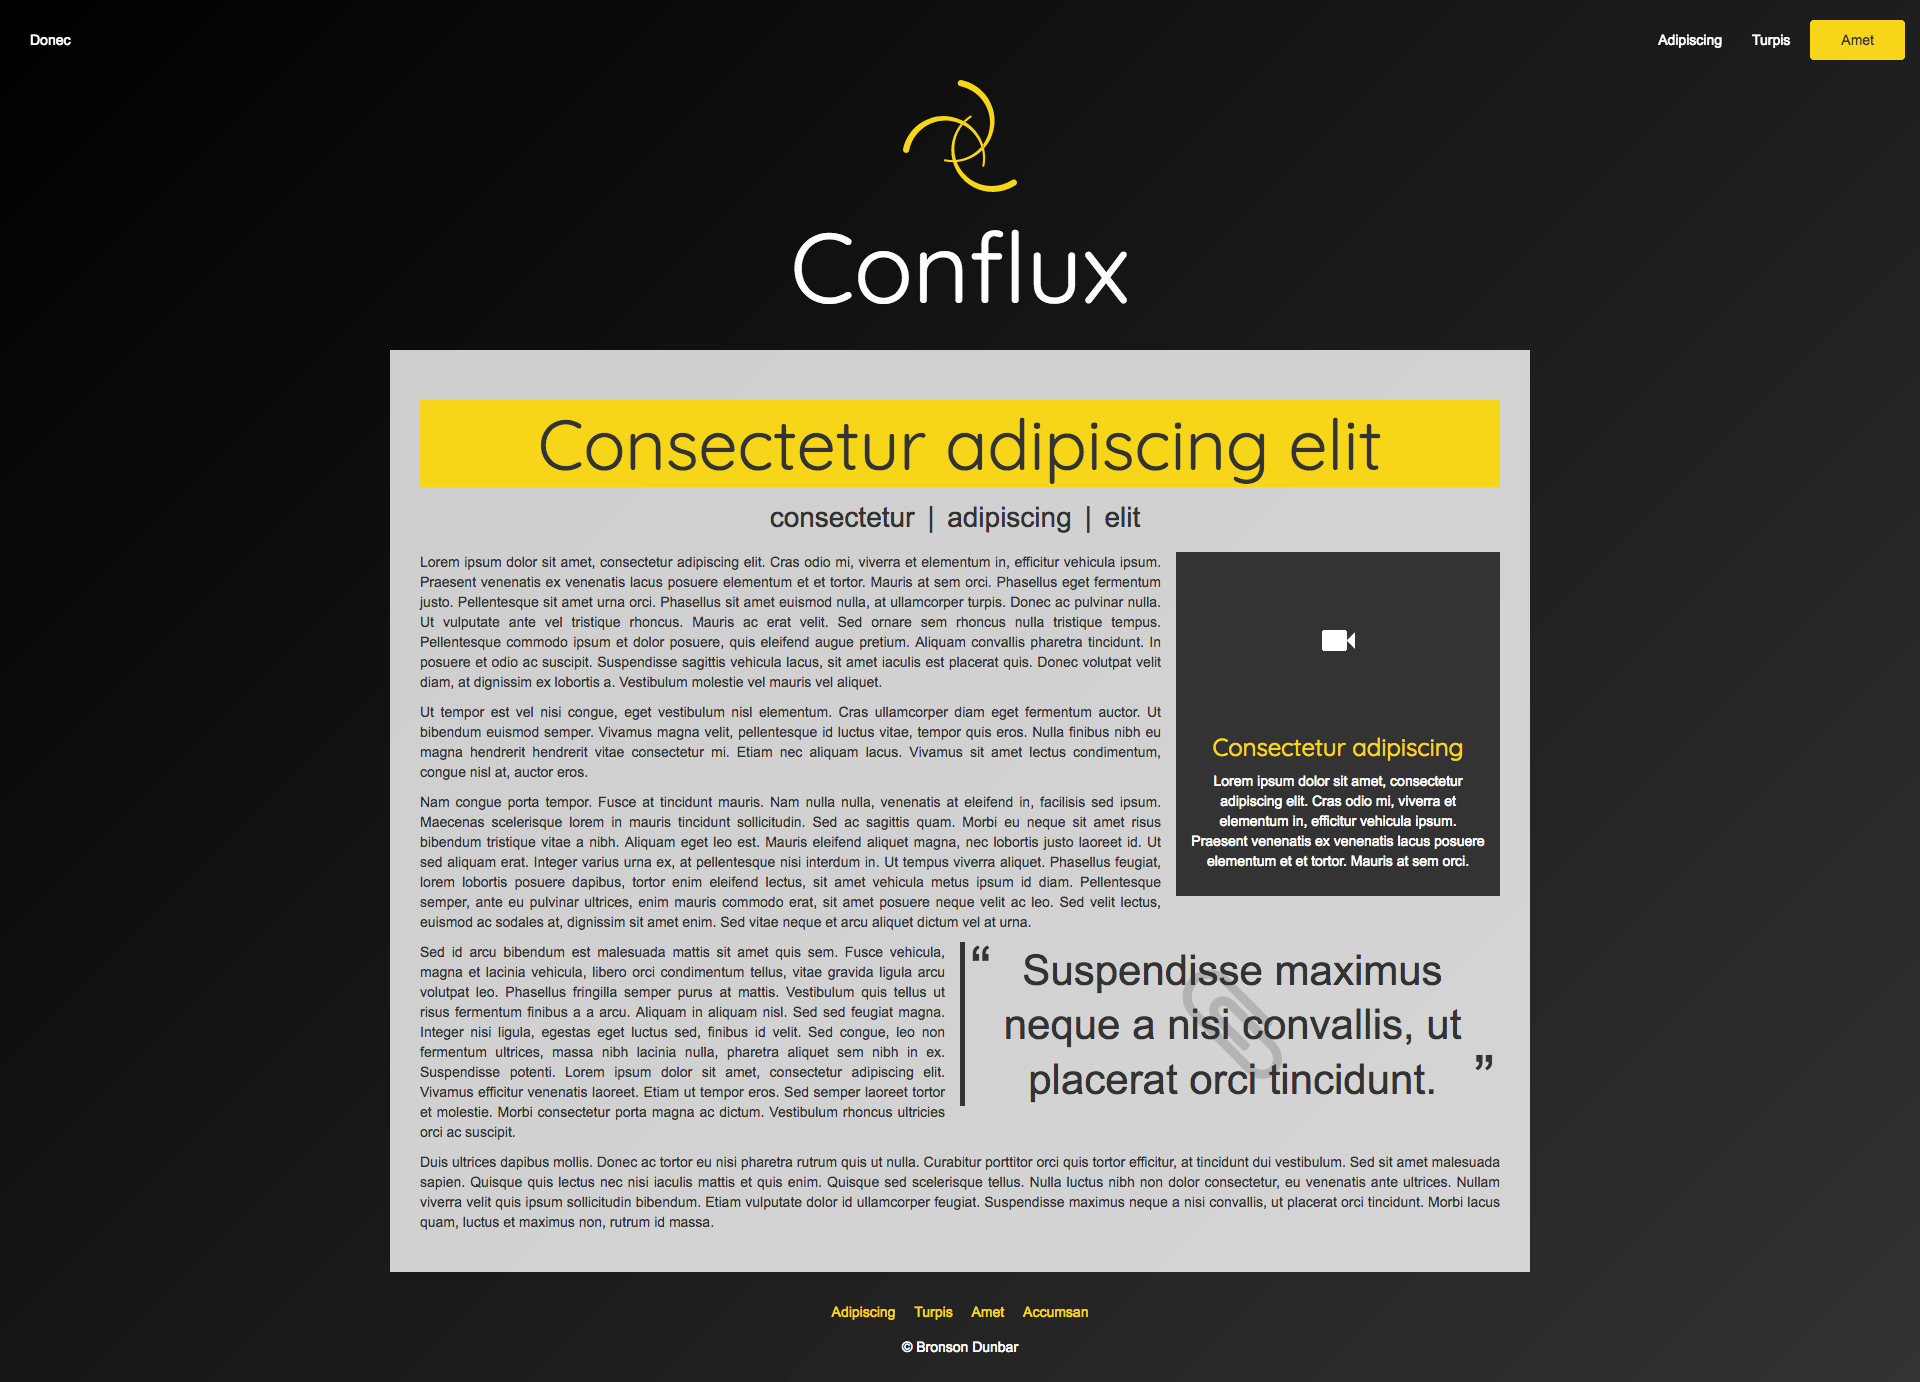 Donec
Adipiscing Turpis Amet
Conflux
Consectetur adipiscing elit
consectetur | adipiscing | elit
Lorem ipsum dolor sit amet, consectetur adipiscing elit. Cras odio mi, viverra et elementum in, efficitur vehicula ipsum.
Praesent venenatis ex venenatis lacus posuere elementum et et tortor. Mauris at sem orci. Phasellus eget fermentum
justo. Pellentesque sit amet urna orci. Phasellus sit amet euismod nulla, at ullamcorper turpis. Donec ac pulvinar nulla.
Ut vulputate ante vel tristique rhoncus. Mauris ac erat velit. Sed ornare sem rhoncus nulla tristique tempus.
Pellentesque commodo ipsum et dolor posuere, quis eleifend augue pretium. Aliquam convallis pharetra tincidunt. In
posuere et odio ac suscipit. Suspendisse sagittis vehicula lacus, sit amet iaculis est placerat quis. Donec volutpat velit
diam, at dignissim ex lobortis a. Vestibulum molestie vel mauris vel aliquet.
Ut tempor est vel nisi congue, eget vestibulum nisl elementum. Cras ullamcorper diam eget fermentum auctor. Ut
bibendum euismod semper. Vivamus magna velit, pellentesque id luctus vitae, tempor quis eros. Nulla finibus nibh eu
magna hendrerit hendrerit vitae consectetur mi. Etiam nec aliquam lacus. Vivamus sit amet lectus condimentum,
congue nisl at, auctor eros.
Nam congue porta tempor. Fusce at tincidunt mauris. Nam nulla nulla, venenatis at eleifend in, facilisis sed ipsum.
Maecenas scelerisque lorem in mauris tincidunt sollicitudin. Sed ac sagittis quam. Morbi eu neque sit amet risus
bibendum tristique vitae a nibh. Aliquam eget leo est. Mauris eleifend aliquet magna, nec lobortis justo laoreet id. Ut
sed aliquam erat. Integer varius urna ex, at pellentesque nisi interdum in. Ut tempus viverra aliquet. Phasellus feugiat,
lorem lobortis posuere dapibus, tortor enim eleifend lectus, sit amet vehicula metus ipsum id diam. Pellentesque
semper, ante eu pulvinar ultrices, enim mauris commodo erat, sit amet posuere neque velit ac leo. Sed velit lectus,
euismod ac sodales at, dignissim sit amet enim. Sed vitae neque et arcu aliquet dictum vel at urna.
Consectetur adipiscing
Lorem ipsum dolor sit amet, consectetur
adipiscing elit. Cras odio mi, viverra et
elementum in, efficitur vehicula ipsum.
Praesent venenatis ex venenatis lacus posuere
elementum et et tortor. Mauris at sem orci.
Sed id arcu bibendum est malesuada mattis sit amet quis sem. Fusce vehicula,
magna et lacinia vehicula, libero orci condimentum tellus, vitae gravida ligula arcu
volutpat leo. Phasellus fringilla semper purus at mattis. Vestibulum quis tellus ut
risus fermentum finibus a a arcu. Aliquam in aliquam nisl. Sed sed feugiat magna.
Integer nisi ligula, egestas eget luctus sed, finibus id velit. Sed congue, leo non
fermentum ultrices, massa nibh lacinia nulla, pharetra aliquet sem nibh in ex.
Suspendisse potenti. Lorem ipsum dolor sit amet, consectetur adipiscing elit.
Vivamus efficitur venenatis laoreet. Etiam ut tempor eros. Sed semper laoreet tortor
et molestie. Morbi consectetur porta magna ac dictum. Vestibulum rhoncus ultricies
orci ac suscipit.
“ Suspendisse maximus
neque a nisi convallis, ut
placerat orci tincidunt. ”
Duis ultrices dapibus mollis. Donec ac tortor eu nisi pharetra rutrum quis ut nulla. Curabitur porttitor orci quis tortor efficitur, at tincidunt dui vestibulum. Sed sit amet malesuada
sapien. Quisque quis lectus nec nisi iaculis mattis et quis enim. Quisque sed scelerisque tellus. Nulla luctus nibh non dolor consectetur, eu venenatis ante ultrices. Nullam
viverra velit quis ipsum sollicitudin bibendum. Etiam vulputate dolor id ullamcorper feugiat. Suspendisse maximus neque a nisi convallis, ut placerat orci tincidunt. Morbi lacus
quam, luctus et maximus non, rutrum id massa.
Adipiscing Turpis Amet Accumsan
© Bronson Dunbar